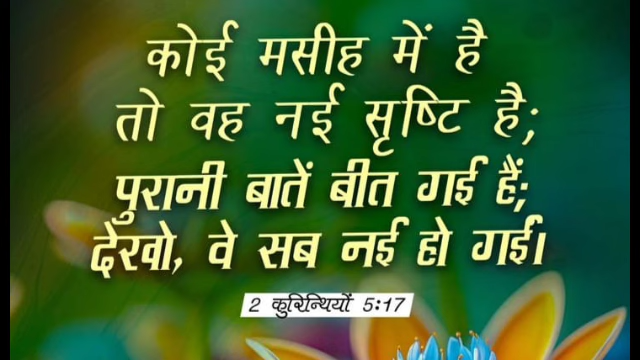 कोई मसीह में है
तो वह नई सृष्टि है;
पुरानी बातें बीत गई हैं;
देखो, वे सब नई हो गई।
2 कुरिन्थियों 5:17